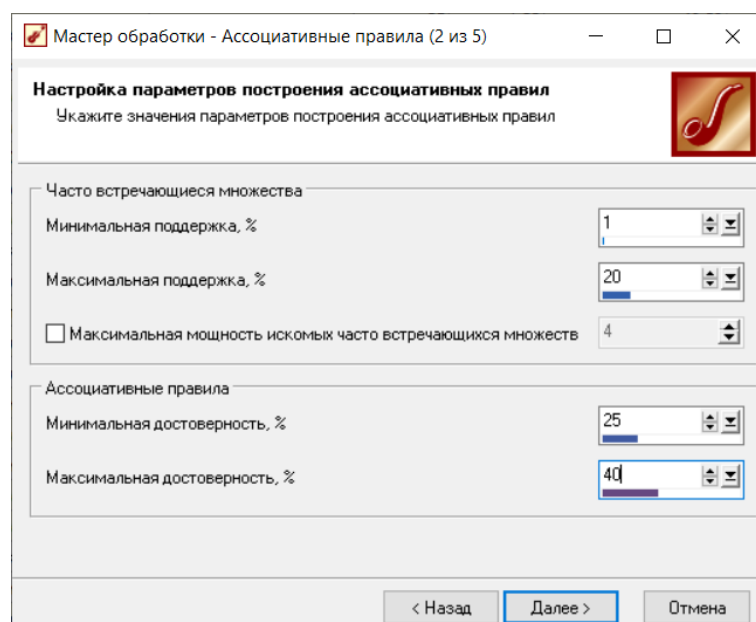 Мастер обработки - Ассоциативные правила (2 из 5)
Настройка параметров построения ассоциативных правил
Укажите значения параметров построения ассоциативных правил
Часто встречающиеся множества
Минимальная поддержка, % 1
Максимальная поддержка, % 20
Максимальная мощность искомых часто встречающихся множеств 4
Ассоциативные правила
Минимальная достоверность, % 25
Максимальная достоверность, % 40
< Назад Далее > Отмена